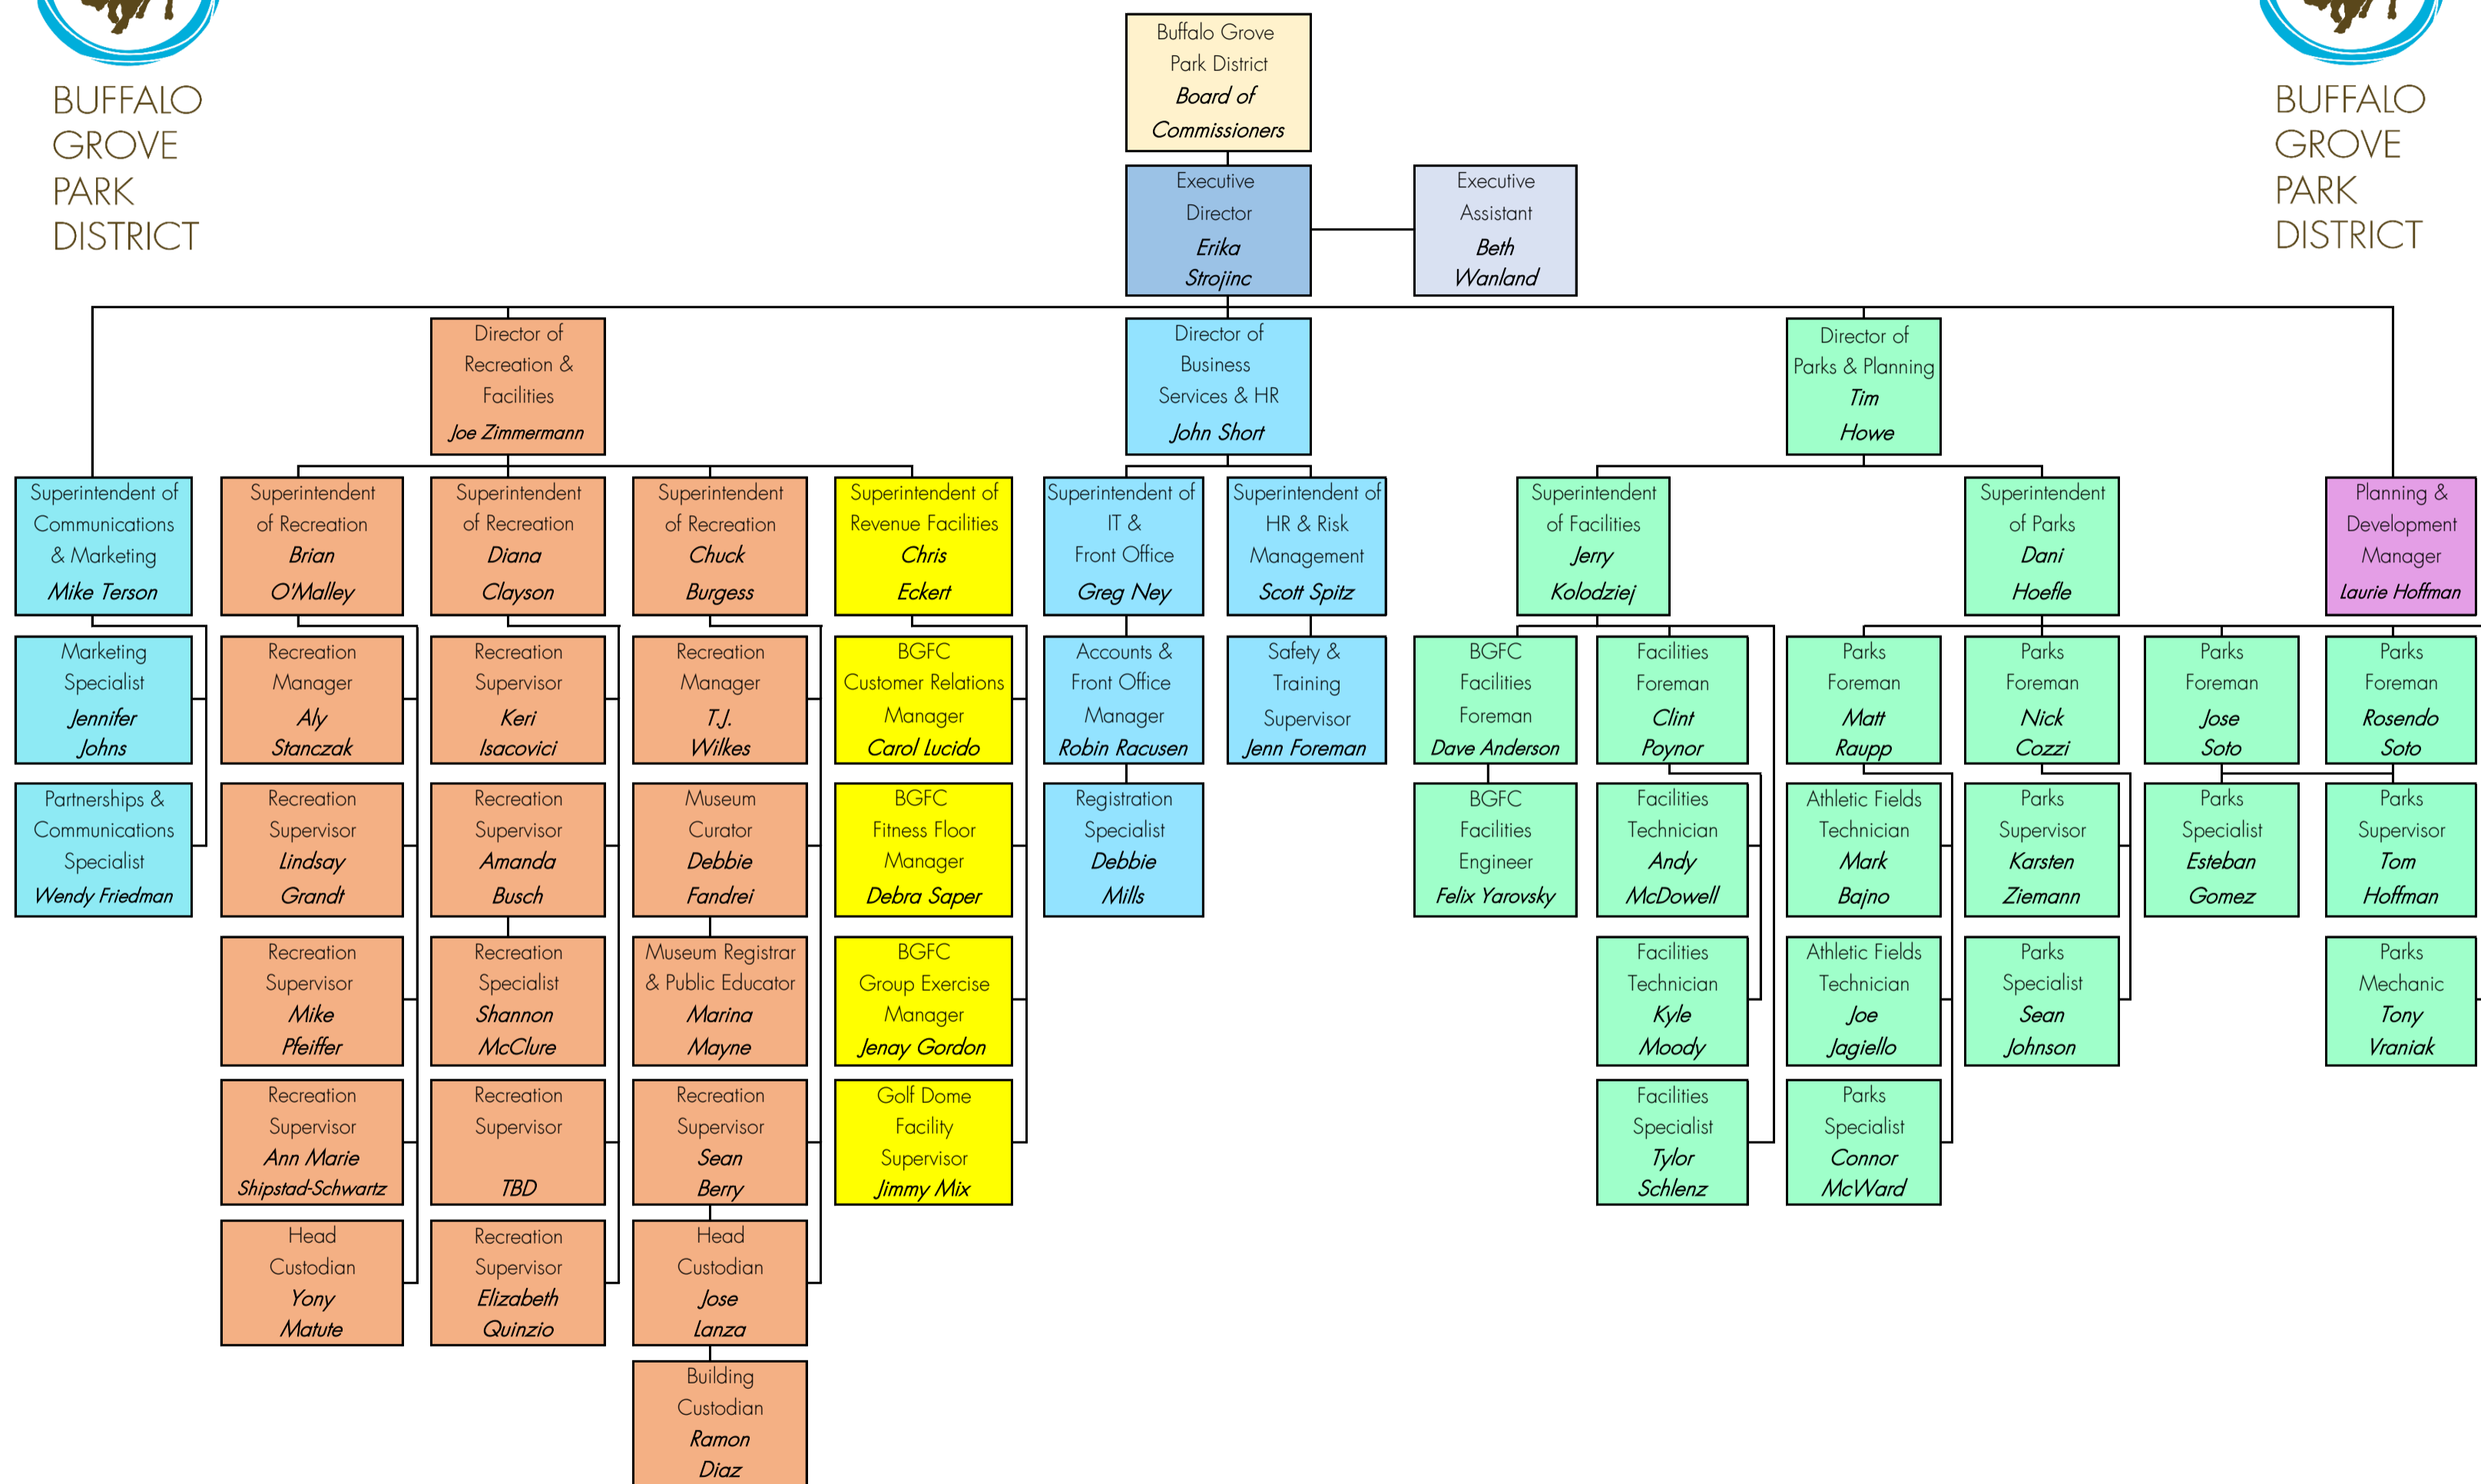 BUFFALO
GROVE
PARK
DISTRICT
BUFFALO
GROVE
PARK
DISTRICT
Buffalo Grove
Park District
Board of
Commissioners
Executive
Director
Erika
Strojinc
Executive
Assistant
Beth
Wanland
Director of
Recreation &
Facilities
Joe Zimmermann
Director of
Business
Services & HR
John Short
Director of
Parks & Planning
Tim
Howe
Superintendent of
Communications
& Marketing
Mike Terson
Superintendent
of Recreation
Brian
O'Malley
Superintendent
of Recreation
Diana
Clayson
Superintendent
of Recreation
Chuck
Burgess
Superintendent of
Revenue Facilities
Chris
Eckert
Superintendent of
IT &
Front Office
Greg Ney
Superintendent of
HR & Risk
Management
Scott Spitz
Superintendent
of Facilities
Jerry
Kolodziej
Superintendent
of Parks
Dani
Hoefle
Planning &
Development
Manager
Laurie Hoffman
Marketing
Specialist
Jennifer
Johns
Recreation
Manager
Aly
Stanczak
Recreation
Supervisor
Keri
Isacovici
Recreation
Manager
T.J.
Wilkes
BGFC
Customer Relations
Manager
Carol Lucido
Accounts &
Front Office
Manager
Robin Racusen
Safety &
Training
Supervisor
Jenn Foreman
BGFC
Facilities
Foreman
Dave Anderson
Facilities
Foreman
Clint
Poynor
Parks
Foreman
Matt
Raupp
Parks
Foreman
Nick
Cozzi
Parks
Foreman
Jose
Soto
Parks
Foreman
Rosendo
Soto
Partnerships &
Communications
Specialist
Wendy Friedman
Recreation
Supervisor
Lindsay
Grandt
Recreation
Supervisor
Amanda
Busch
Museum
Curator
Debbie
Fandrei
BGFC
Fitness Floor
Manager
Debra Saper
Registration
Specialist
Debbie
Mills
BGFC
Facilities
Engineer
Felix Yarovsky
Facilities
Technician
Andy
McDowell
Athletic Fields
Technician
Mark
Bajno
Parks
Supervisor
Karsten
Ziemann
Parks
Specialist
Esteban
Gomez
Parks
Supervisor
Tom
Hoffman
Recreation
Supervisor
Mike
Pfeiffer
Recreation
Specialist
Shannon
McClure
Museum Registrar
& Public Educator
Marina
Mayne
BGFC
Group Exercise
Manager
Jenay Gordon
Facilities
Technician
Kyle
Moody
Athletic Fields
Technician
Joe
Jagiello
Parks
Specialist
Sean
Johnson
Parks
Mechanic
Tony
Vraniak
Recreation
Supervisor
Ann Marie
Shipstad-Schwartz
Recreation
Supervisor
TBD
Recreation
Supervisor
Sean
Berry
Golf Dome
Facility
Supervisor
Jimmy Mix
Facilities
Specialist
Tylor
Schlenz
Parks
Specialist
Connor
McWard
Head
Custodian
Yony
Matute
Recreation
Supervisor
Elizabeth
Quinzio
Head
Custodian
Jose
Lanza
Building
Custodian
Ramon
Diaz